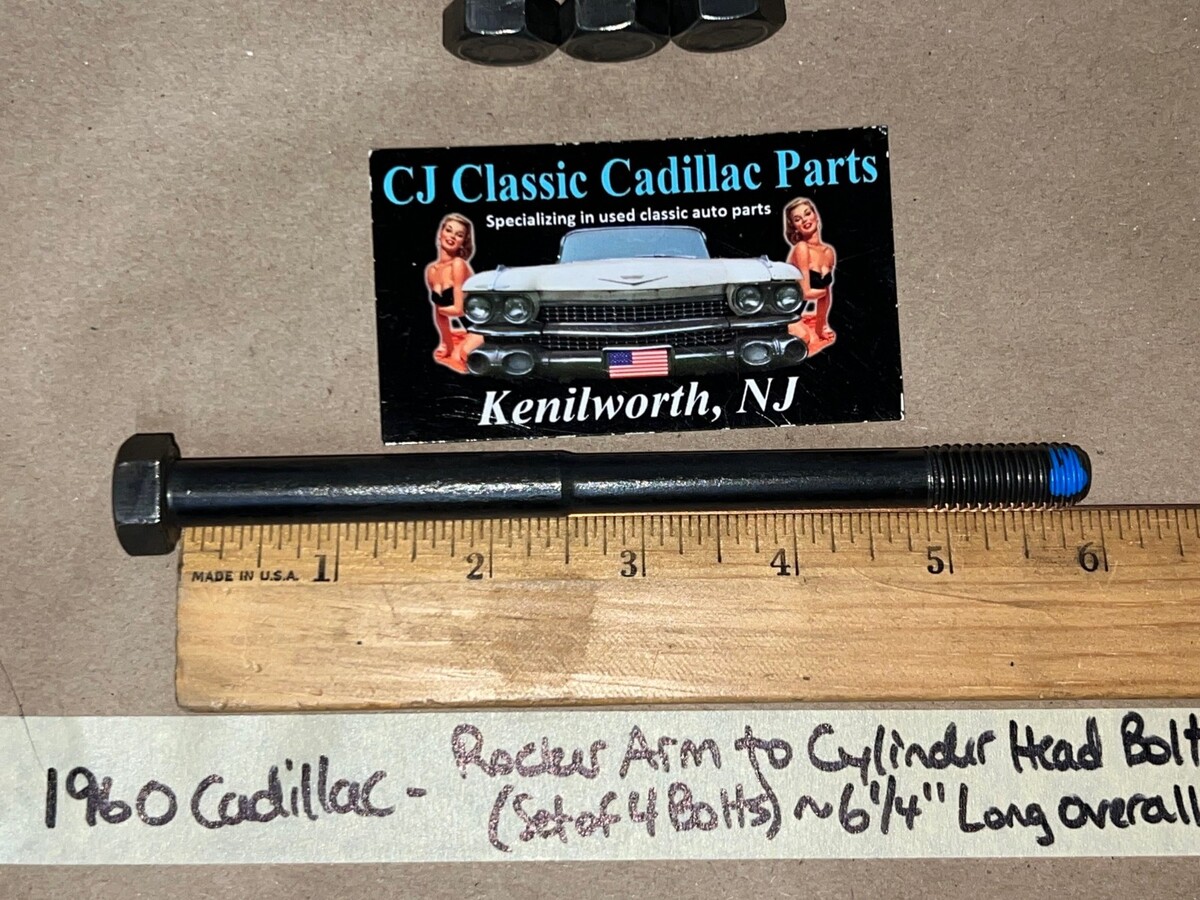 CJ Classic Cadillac Parts
Specializing in used classic auto parts
Kenilworth, NJ
1 2 3 4 5 6
MADE IN U.S.A.
Rocker Arm to Cylinder Head Bolt
1960 Cadillac - (Set of 4 Bolts) ~ 6 1/4" Long overall